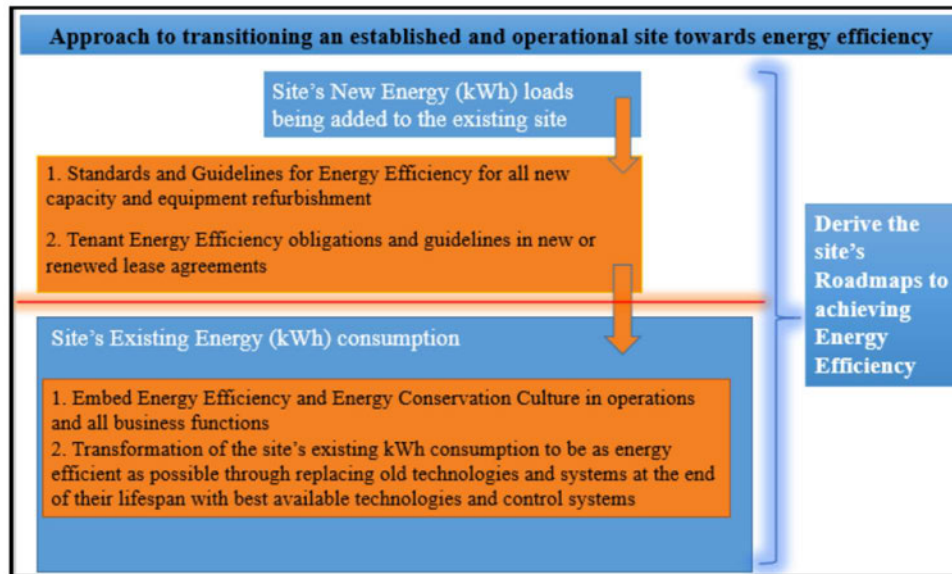 Approach to transitioning an established and operational site towards energy efficiency
Site's New Energy (kWh) loads
being added to the existing site
1. Standards and Guidelines for Energy Efficiency for all new
capacity and equipment refurbishment
2. Tenant Energy Efficiency obligations and guidelines in new or
renewed lease agreements
Site's Existing Energy (kWh) consumption
1. Embed Energy Efficiency and Energy Conservation Culture in operations
and all business functions
2. Transformation of the site's existing kWh consumption to be as energy
efficient as possible through replacing old technologies and systems at the end
of their lifespan with best available technologies and control systems
Derive the
site's
Roadmaps to
achieving
Energy
Efficiency